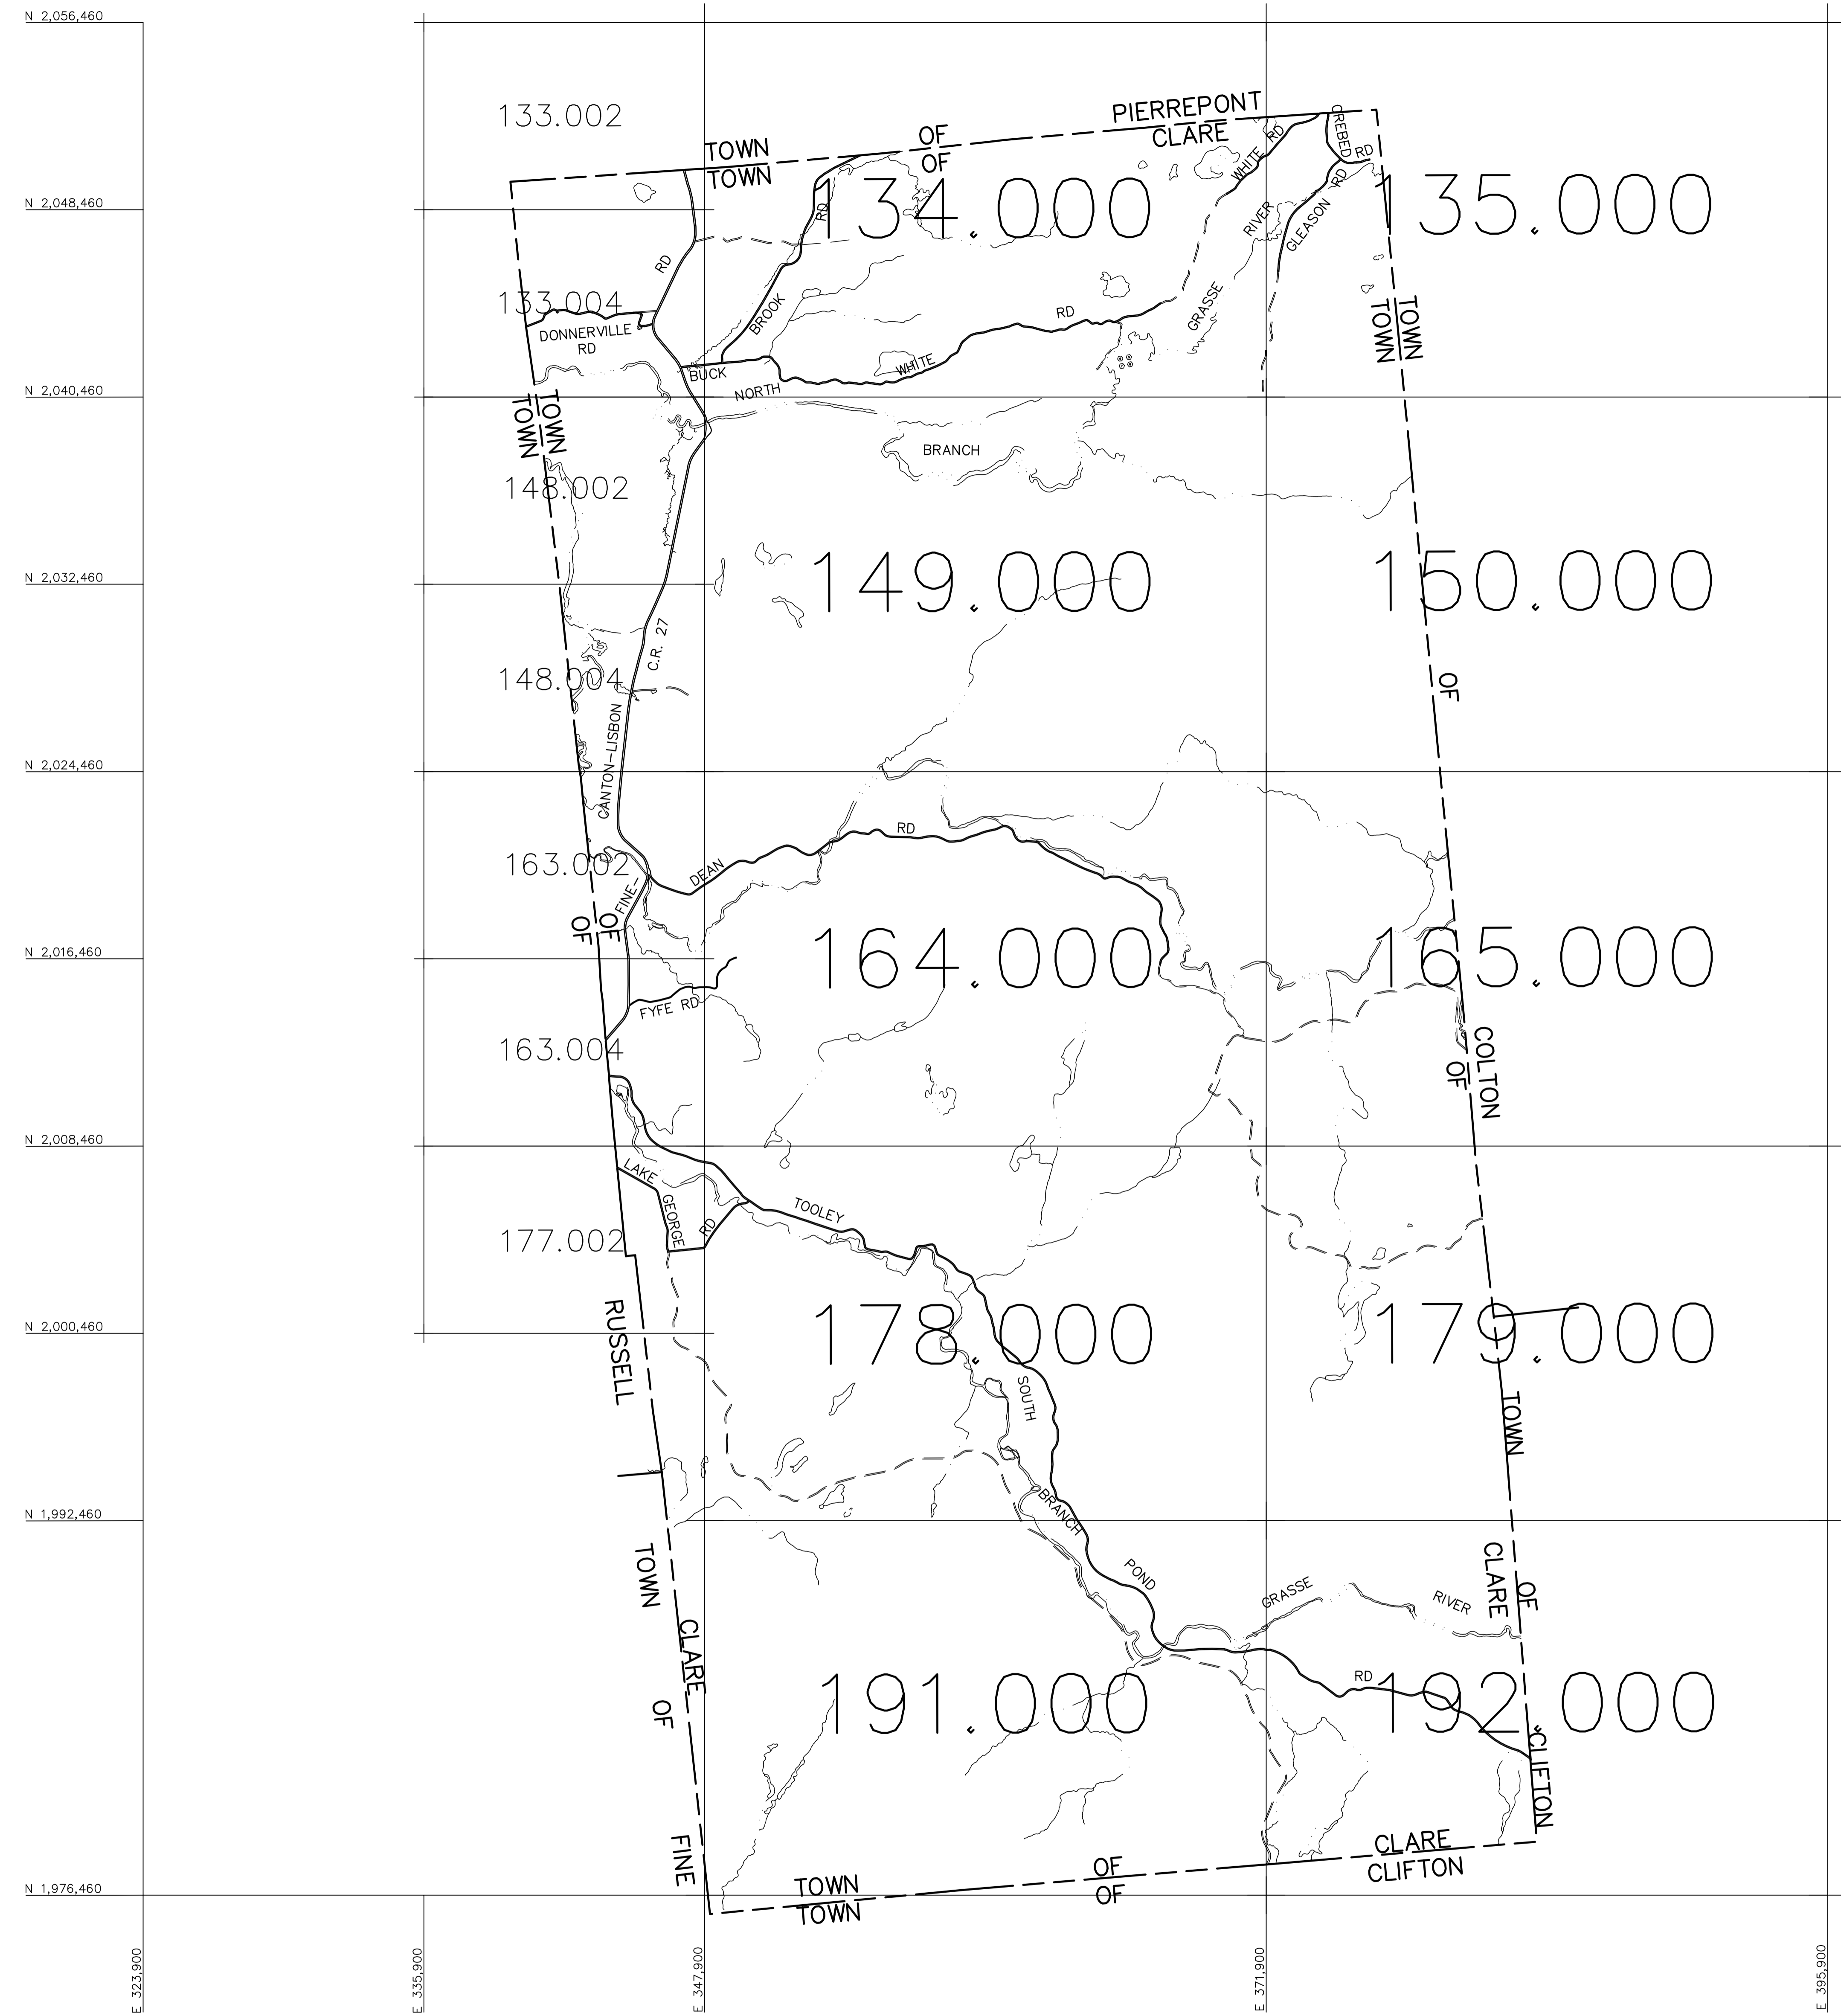 N 2,056,460
133.002
TOWN OF PIERREPONT
TOWN OF CLARE
CREBED RD
WHITE RD
N 2,048,460
134.000
135.000
RD
RIVER
GLEASON RD
RD
133.004
DONNERVILLE
RD
BROOK
RD
GRASSE
TOWN
TOWN
BUCK
WHITE
N 2,040,460
NORTH
TOWN
TOWN
BRANCH
148.002
N 2,032,460
149.000
150.000
C.R. 27
148.004
OF
CANTON-LISBON
N 2,024,460
RD
DEAN
163.002
FINE-
OF
OF
N 2,016,460
164.000
165.000
FYFE RD
163.004
COLTON
OF
N 2,008,460
LAKE
GEORGE
RD
TOOLEY
177.002
N 2,000,460
RUSSELL
178.000
179.000
SOUTH
TOWN
BRANCH
N 1,992,460
TOWN
POND
CLARE
OF
GRASSE
RIVER
CLARE
RD
OF
191.000
192.000
CLIFTON
FINE
TOWN OF CLARE
TOWN OF CLIFTON
N 1,976,460
E 323,900
E 335,900
E 347,900
E 371,900
E 395,900